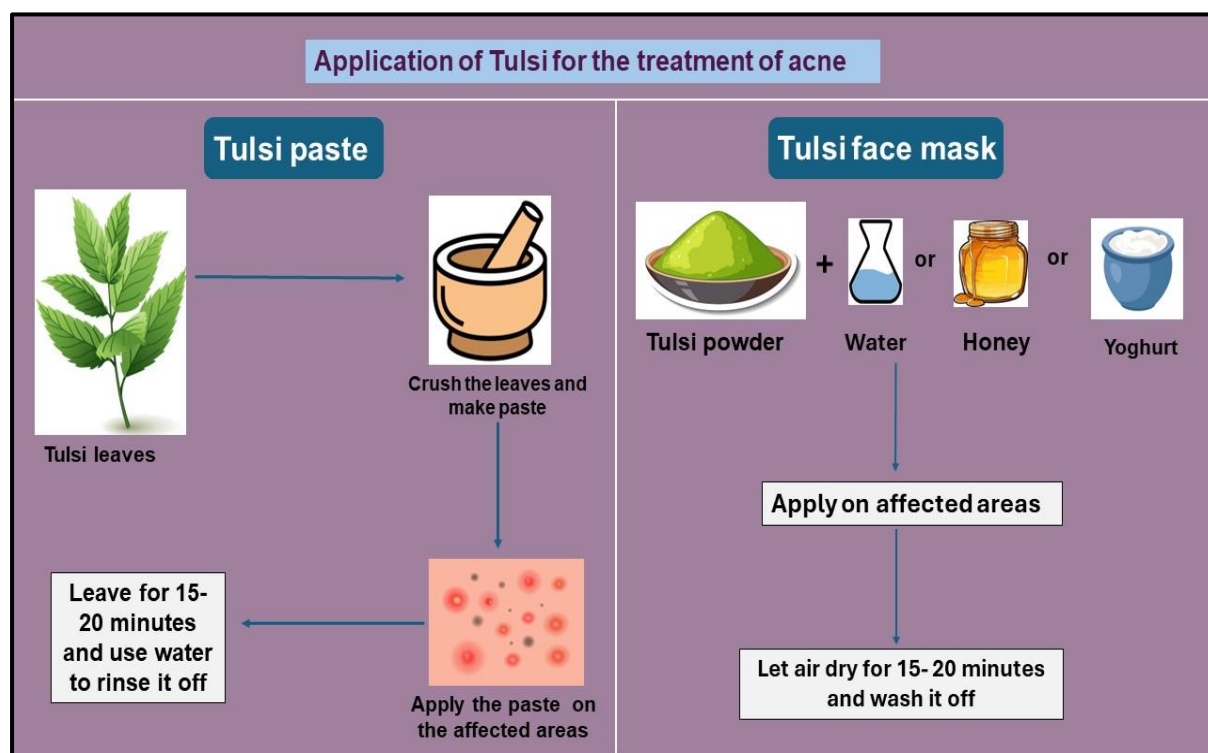 Application of Tulsi for the treatment of acne
Tulsi paste
Tulsi leaves
Crush the leaves and
make paste
Apply the paste on
the affected areas
Leave for 15-
20 minutes
and use water
to rinse it off
Tulsi face mask
+
or
or
Tulsi powder
Water
Honey
Yoghurt
Apply on affected areas
Let air dry for 15- 20 minutes
and wash it off